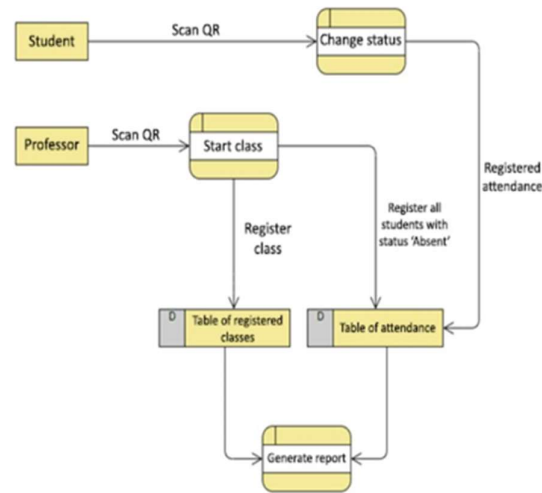 Scan QR
Student
Change status
Scan QR
Professor
Start class
Registered
attendance
Register
class
Register all
students with
status 'Absent'
D
Table of registered
classes
D
Table of attendance
Generate report